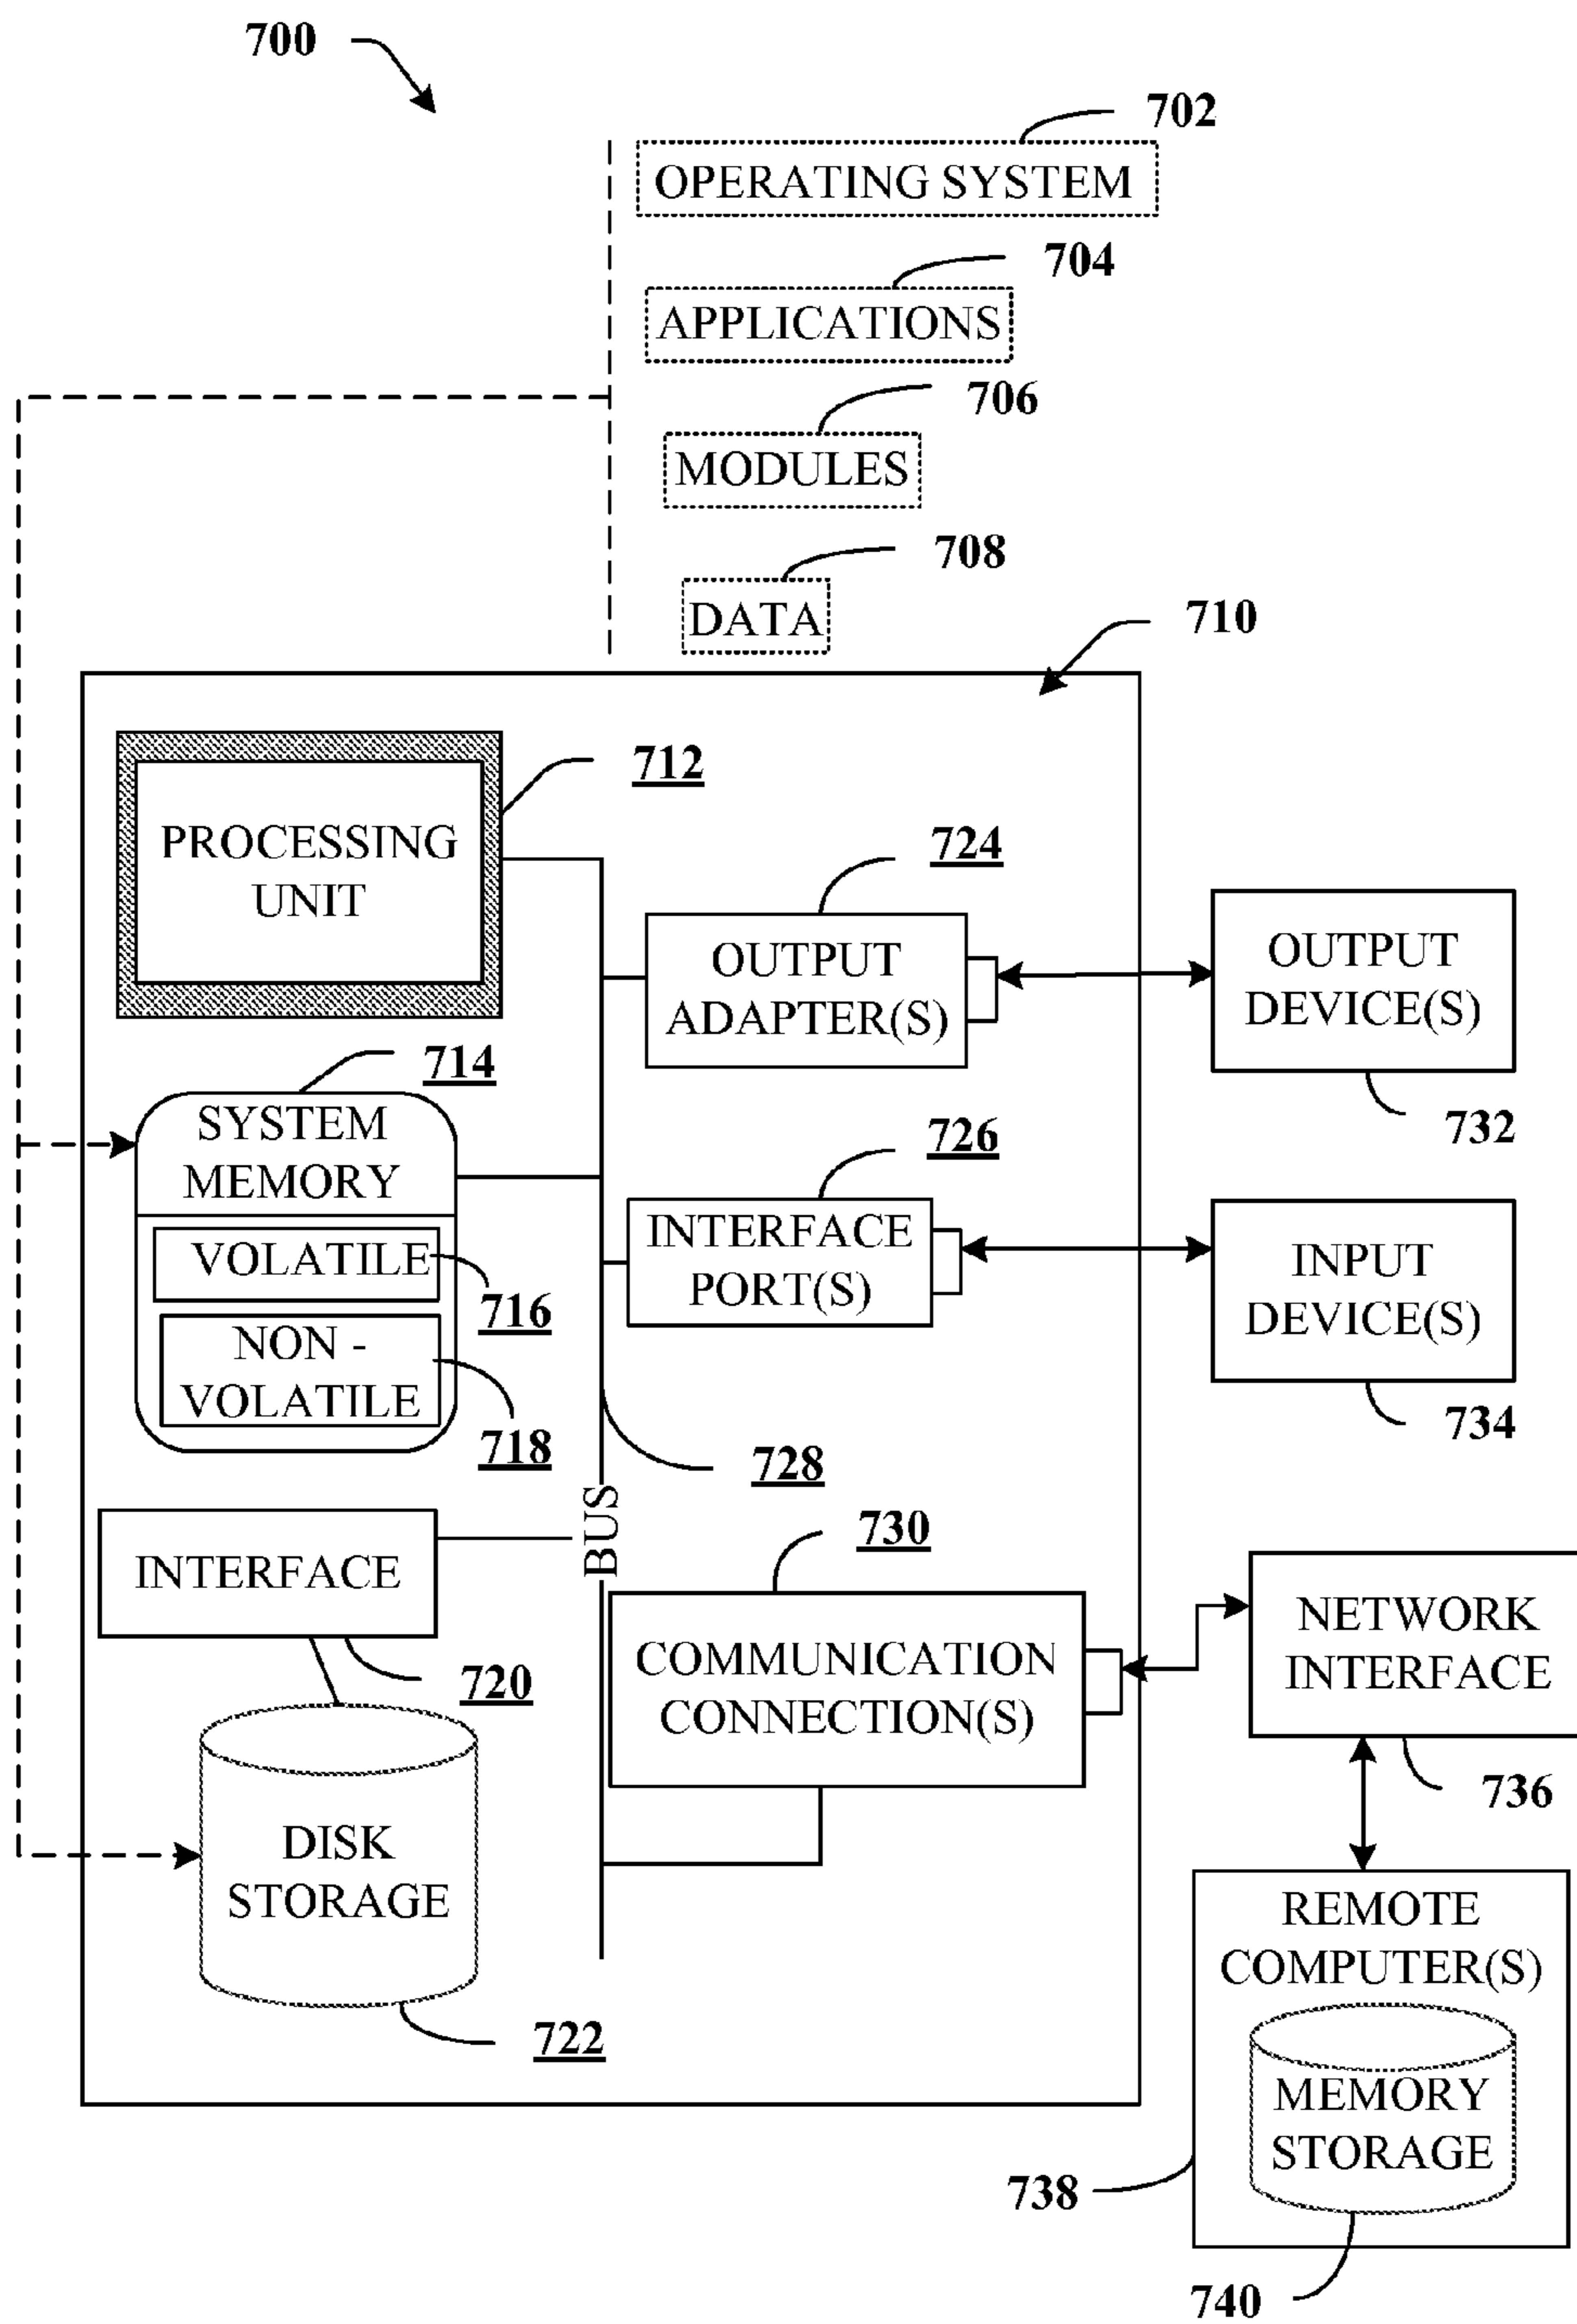 700
702
OPERATING SYSTEM
704
APPLICATIONS
706
MODULES
708
DATA
710
712
PROCESSING
UNIT
714
SYSTEM
MEMORY
VOLATILE
716
NON -
VOLATILE
718
INTERFACE
720
DISK
STORAGE
722
724
OUTPUT
ADAPTER(S)
726
INTERFACE
PORT(S)
728
BUS
730
COMMUNICATION
CONNECTION(S)
OUTPUT
DEVICE(S)
732
INPUT
DEVICE(S)
734
NETWORK
INTERFACE
736
REMOTE
COMPUTER(S)
MEMORY
STORAGE
738
740